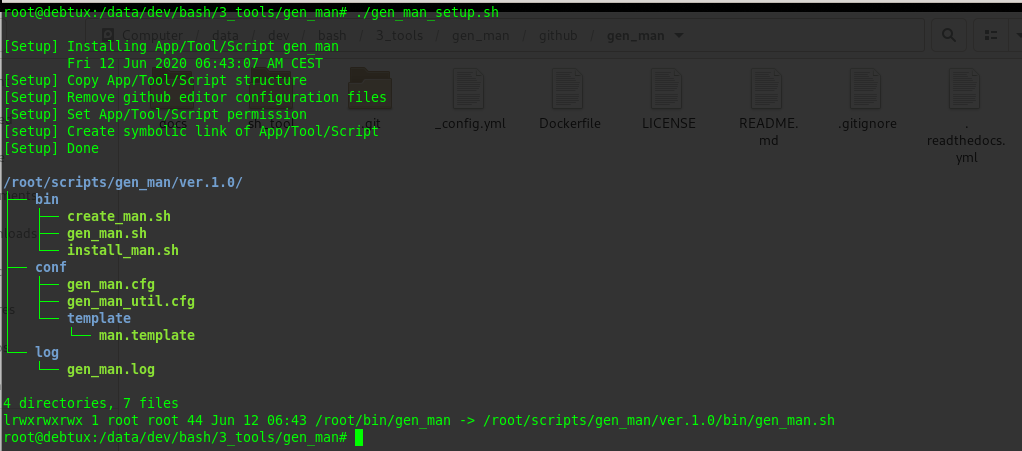 root@debtux:/data/dev/bash/3_tools/gen_man# ./gen_man_setup.sh
Computer / data / dev / bash / 3_tools / gen_man / github / gen_man
[Setup] Installing App/Tool/Script gen_man
Fri 12 Jun 2020 06:43:07 AM CEST
[Setup] Copy App/Tool/Script structure
[Setup] Remove github editor configuration files
[Setup] Set App/Tool/Script permission
[setup] Create symbolic link of App/Tool/Script
[Setup] Done
docs
sh_tool
.git
_config.yml
Dockerfile
LICENSE
README.
md
.gitignore
.
readthedocs.
yml
/root/scripts/gen_man/ver.1.0/
├── bin
│   ├── create_man.sh
│   ├── gen_man.sh
│   └── install_man.sh
├── conf
│   ├── gen_man.cfg
│   ├── gen_man_util.cfg
│   └── template
│       └── man.template
└── log
    └── gen_man.log
4 directories, 7 files
lrwxrwxrwx 1 root root 44 Jun 12 06:43 /root/bin/gen_man -> /root/scripts/gen_man/ver.1.0/bin/gen_man.sh
root@debtux:/data/dev/bash/3_tools/gen_man#